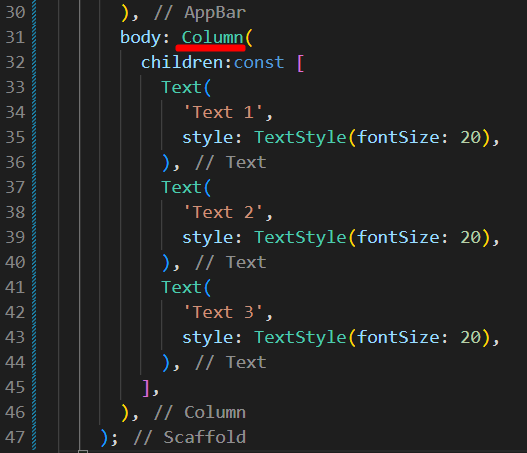 30 ), // AppBar
31 body: Column(
32 children:const [
33 Text(
34 'Text 1',
35 style: TextStyle(fontSize: 20),
36 ), // Text
37 Text(
38 'Text 2',
39 style: TextStyle(fontSize: 20),
40 ), // Text
41 Text(
42 'Text 3',
43 style: TextStyle(fontSize: 20),
44 ), // Text
45 ],
46 ), // Column
47 ); // Scaffold